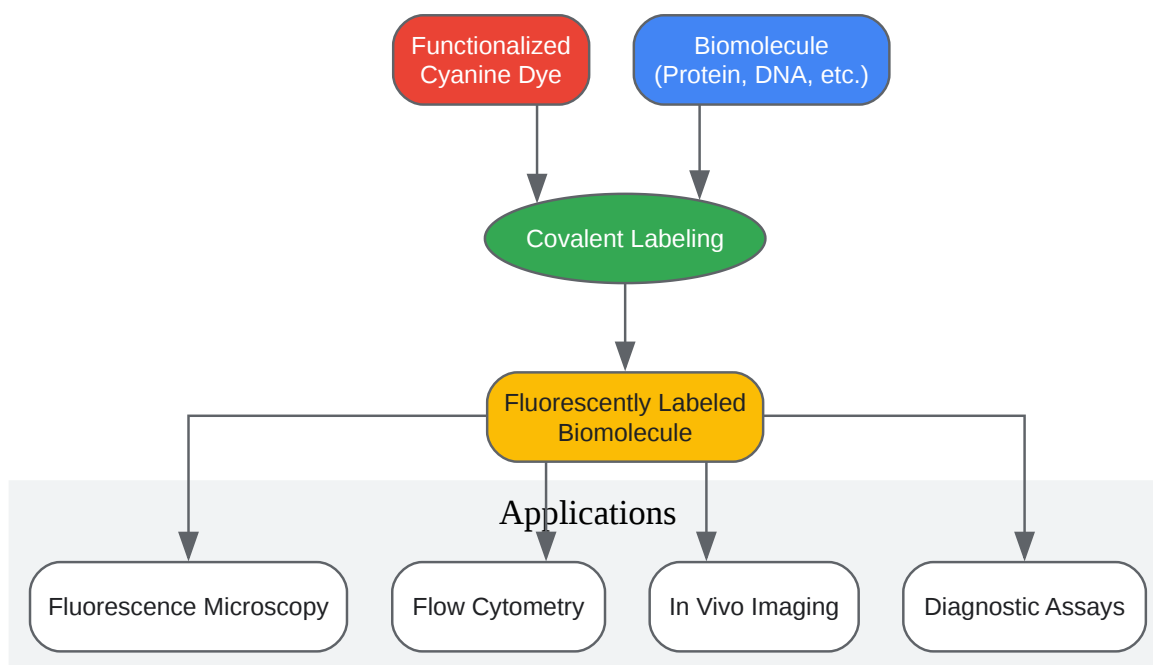 Functionalized
Cyanine Dye
Biomolecule
(Protein, DNA, etc.)
Covalent Labeling
Fluorescently Labeled
Biomolecule
Applications
Fluorescence Microscopy
Flow Cytometry
In Vivo Imaging
Diagnostic Assays